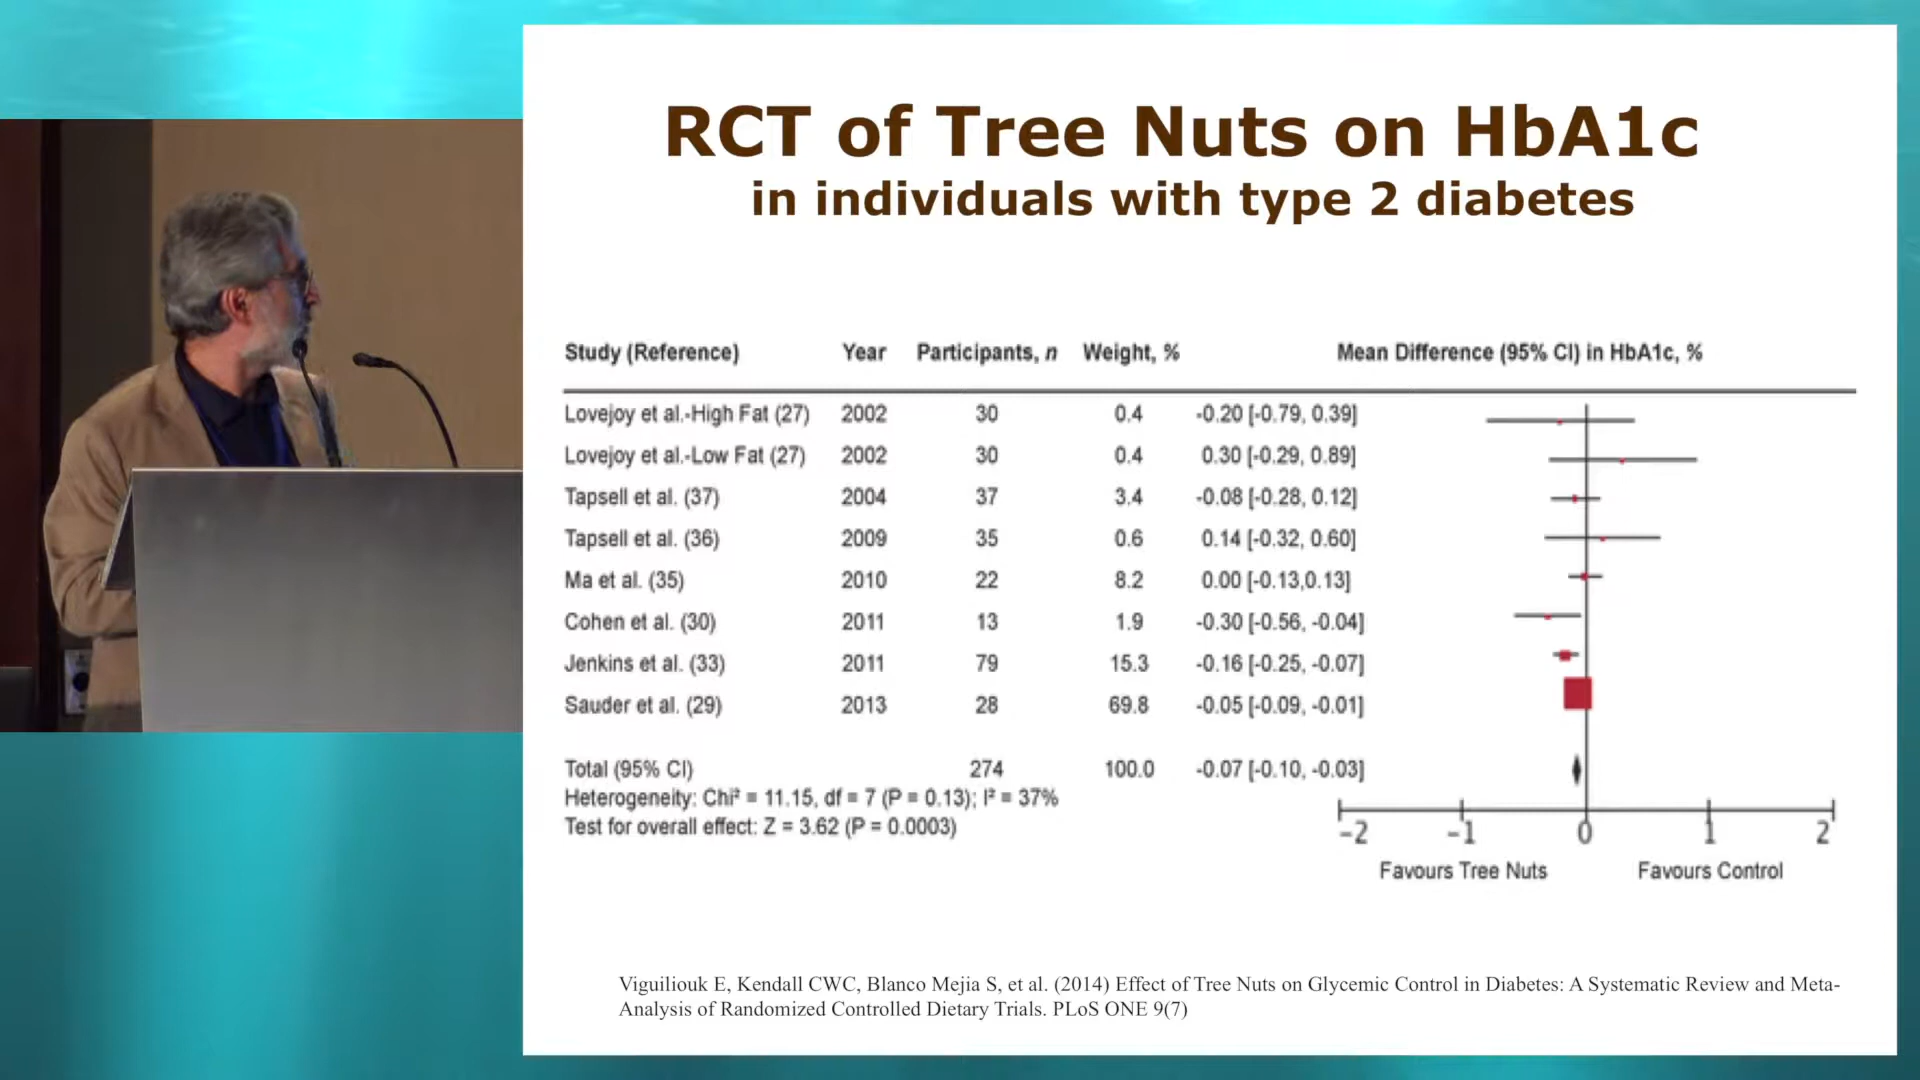 RCT of Tree Nuts on HbA1c
in individuals with type 2 diabetes
Study (Reference) Year Participants, n Weight, % Mean Difference (95% CI) in HbA1c, %
Lovejoy et al.-High Fat (27) 2002 30 0.4 -0.20 [-0.79, 0.39]
Lovejoy et al.-Low Fat (27) 2002 30 0.4 0.30 [-0.29, 0.89]
Tapsell et al. (37) 2004 37 3.4 -0.08 [-0.28, 0.12]
Tapsell et al. (36) 2009 35 0.6 0.14 [-0.32, 0.60]
Ma et al. (35) 2010 22 8.2 0.00 [-0.13,0.13]
Cohen et al. (30) 2011 13 1.9 -0.30 [-0.56, -0.04]
Jenkins et al. (33) 2011 79 15.3 -0.16 [-0.25, -0.07]
Sauder et al. (29) 2013 28 69.8 -0.05 [-0.09, -0.01]
Total (95% CI) 274 100.0 -0.07 [-0.10, -0.03]
Heterogeneity: Chi² = 11.15, df = 7 (P = 0.13); I² = 37%
Test for overall effect: Z = 3.62 (P = 0.0003)
-2 -1 0 1 2
Favours Tree Nuts Favours Control
Viguiliouk E, Kendall CWC, Blanco Mejia S, et al. (2014) Effect of Tree Nuts on Glycemic Control in Diabetes: A Systematic Review and Meta-
Analysis of Randomized Controlled Dietary Trials. PLoS ONE 9(7)